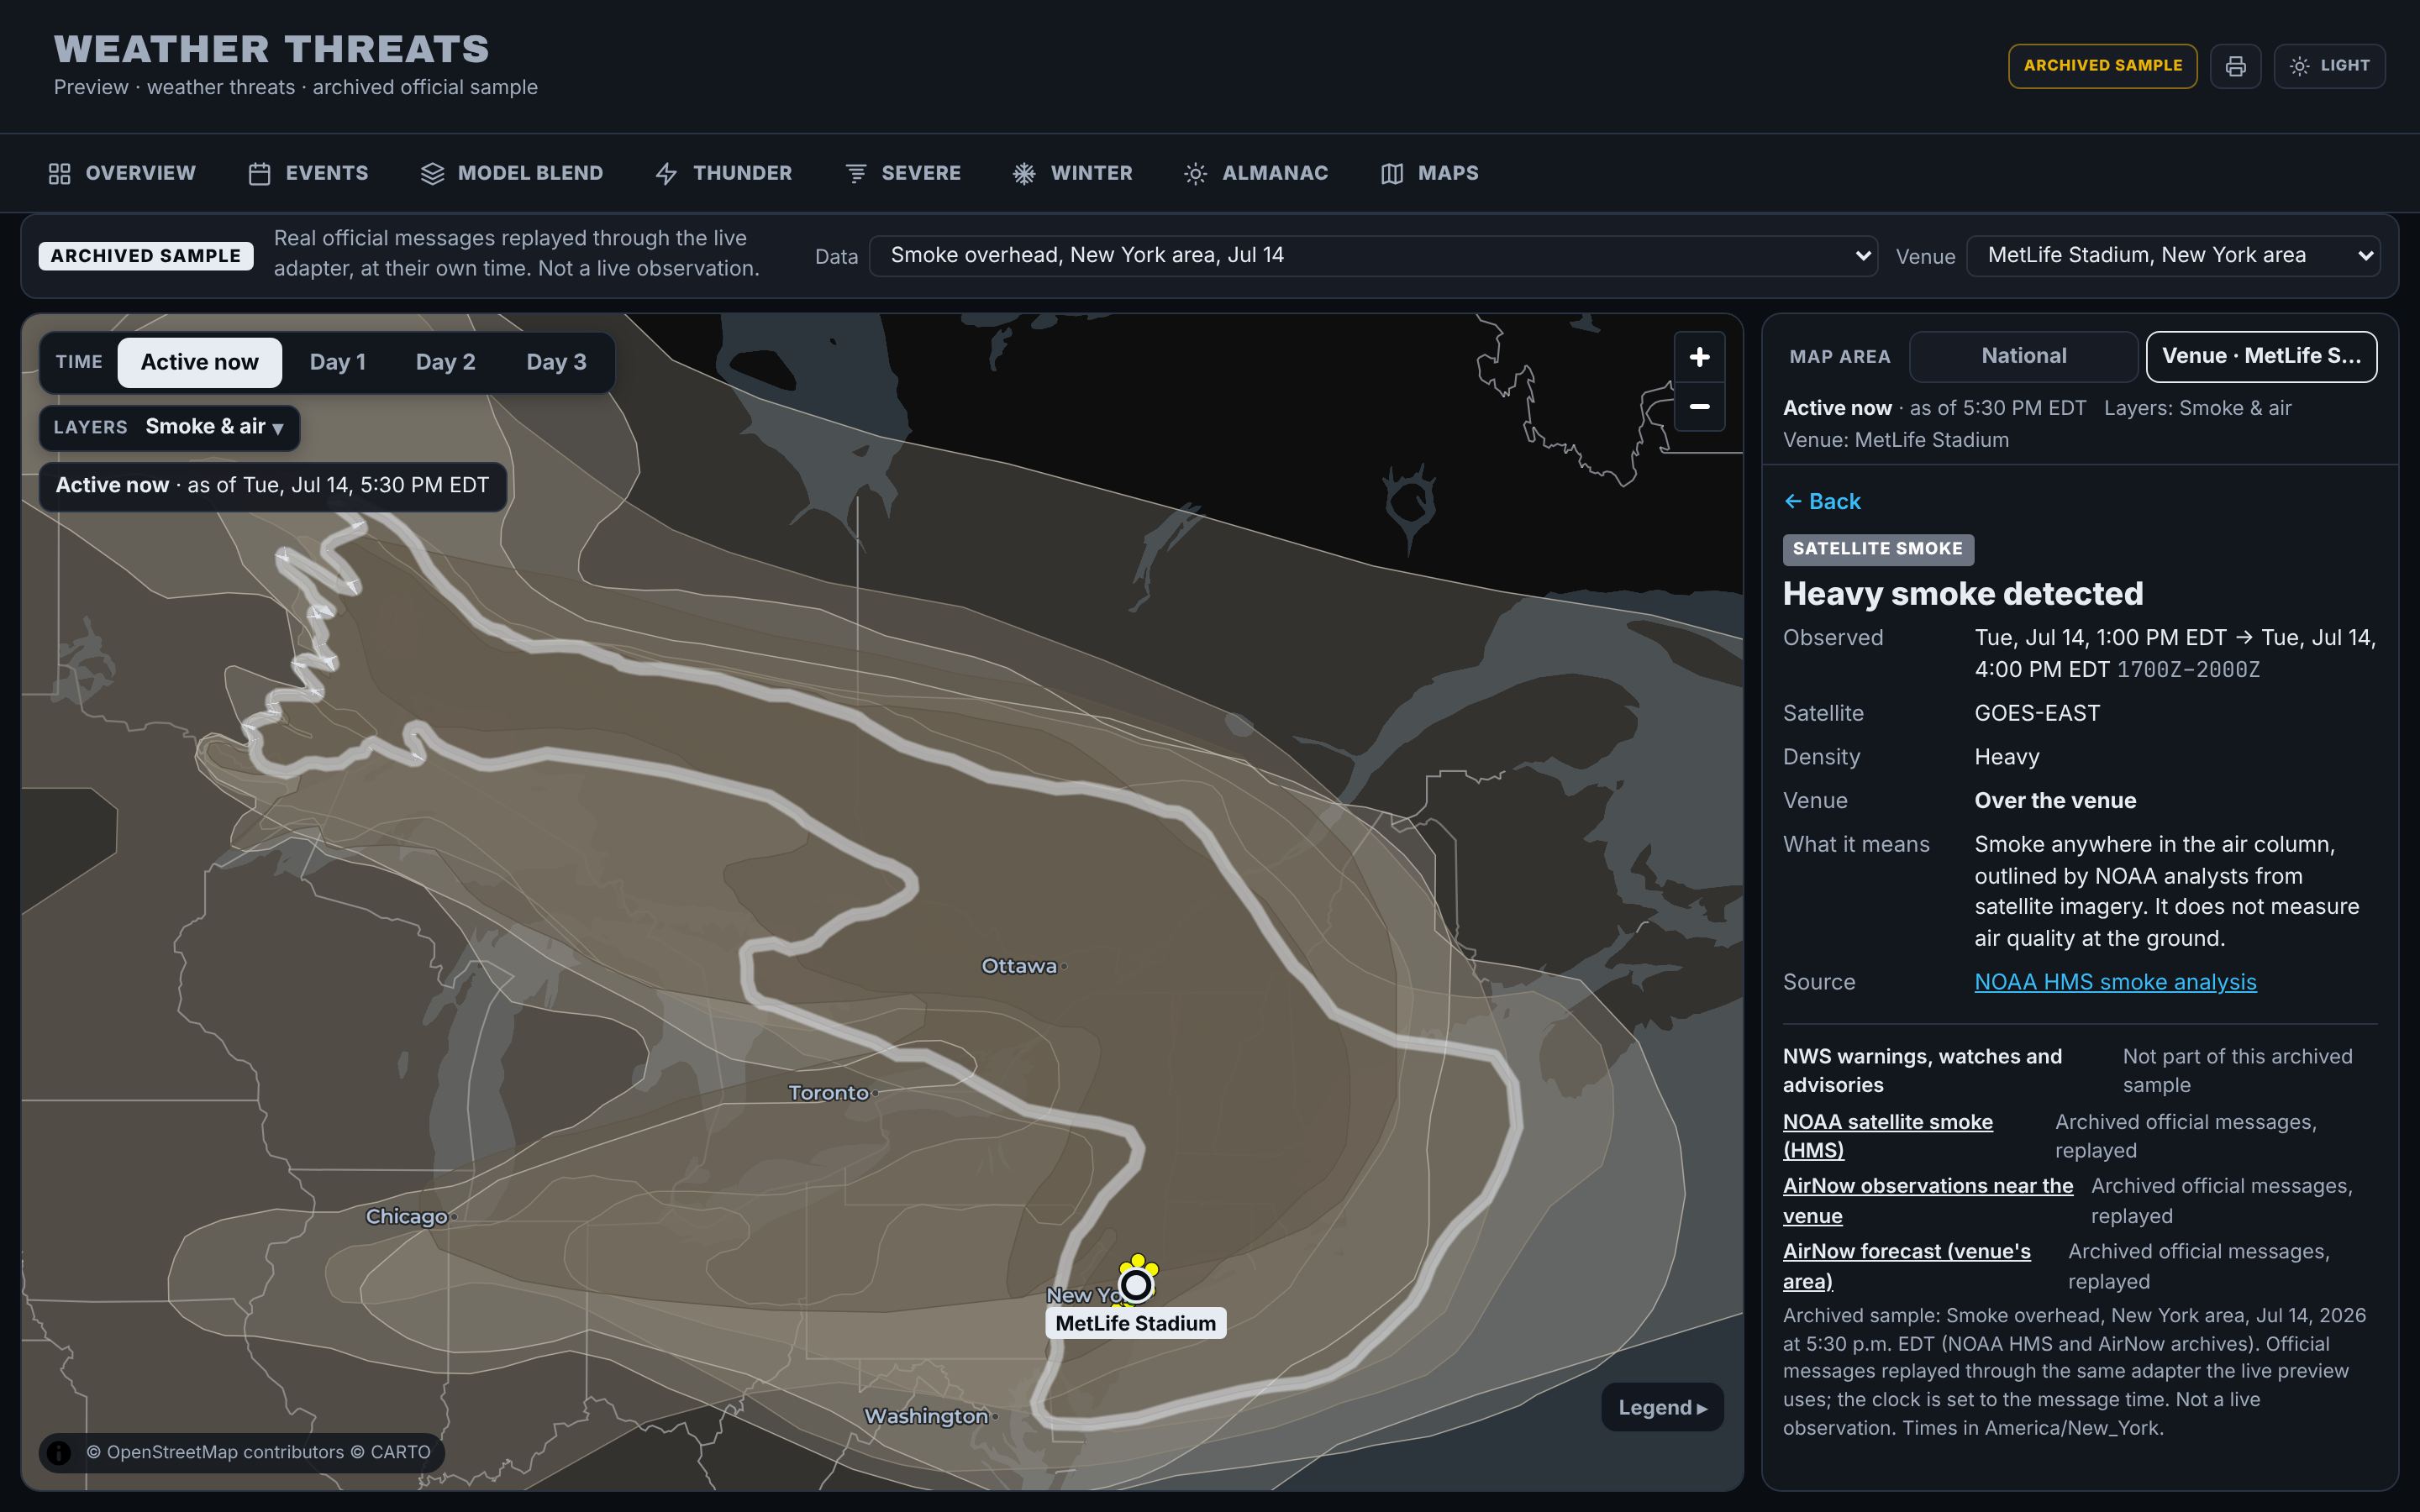 WEATHER THREATS
Preview · weather threats · archived official sample
ARCHIVED SAMPLE
LIGHT
OVERVIEW
EVENTS
MODEL BLEND
THUNDER
SEVERE
WINTER
ALMANAC
MAPS
ARCHIVED SAMPLE
Real official messages replayed through the live
adapter, at their own time. Not a live observation.
Data
Smoke overhead, New York area, Jul 14
Venue
MetLife Stadium, New York area
TIME
Active now
Day 1
Day 2
Day 3
LAYERS Smoke & air ▾
Active now · as of Tue, Jul 14, 5:30 PM EDT
+
−
Ottawa
Toronto
Chicago
New Yo
MetLife Stadium
Washington
Legend ▸
© OpenStreetMap contributors © CARTO
MAP AREA
National
Venue · MetLife S...
Active now · as of 5:30 PM EDT Layers: Smoke & air
Venue: MetLife Stadium
← Back
SATELLITE SMOKE
Heavy smoke detected
Observed
Tue, Jul 14, 1:00 PM EDT → Tue, Jul 14,
4:00 PM EDT 1700Z–2000Z
Satellite
GOES-EAST
Density
Heavy
Venue
Over the venue
What it means
Smoke anywhere in the air column,
outlined by NOAA analysts from
satellite imagery. It does not measure
air quality at the ground.
Source
NOAA HMS smoke analysis
NWS warnings, watches and
advisories
Not part of this archived
sample
NOAA satellite smoke
(HMS)
Archived official messages,
replayed
AirNow observations near the
venue
Archived official messages,
replayed
AirNow forecast (venue's
area)
Archived official messages,
replayed
Archived sample: Smoke overhead, New York area, Jul 14, 2026
at 5:30 p.m. EDT (NOAA HMS and AirNow archives). Official
messages replayed through the same adapter the live preview
uses; the clock is set to the message time. Not a live
observation. Times in America/New_York.